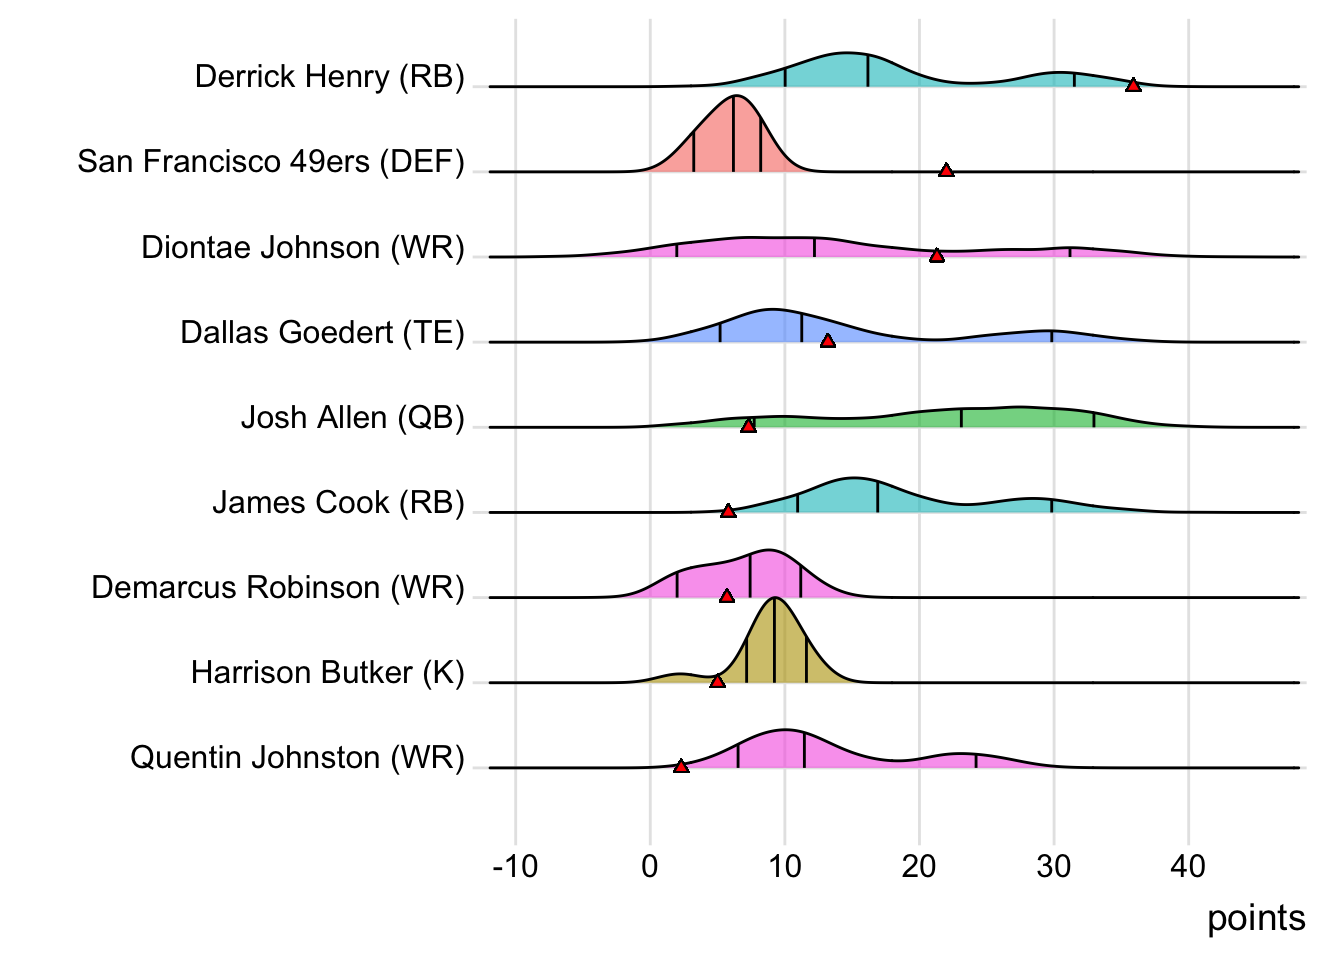 Derrick Henry (RB)
San Francisco 49ers (DEF)
Diontae Johnson (WR)
Dallas Goedert (TE)
Josh Allen (QB)
James Cook (RB)
Demarcus Robinson (WR)
Harrison Butker (K)
Quentin Johnston (WR)
-10 0 10 20 30 40
points